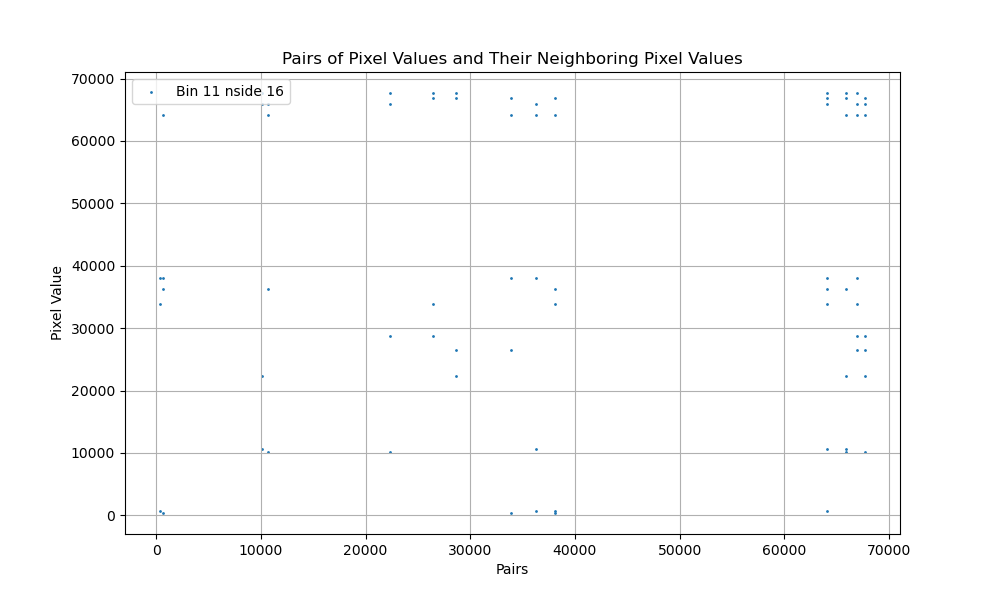 Pairs of Pixel Values and Their Neighboring Pixel Values
70000
Bin 11 nside 16
60000
50000
40000
Pixel Value
30000
20000
10000
0
0 10000 20000 30000 40000 50000 60000 70000
Pairs